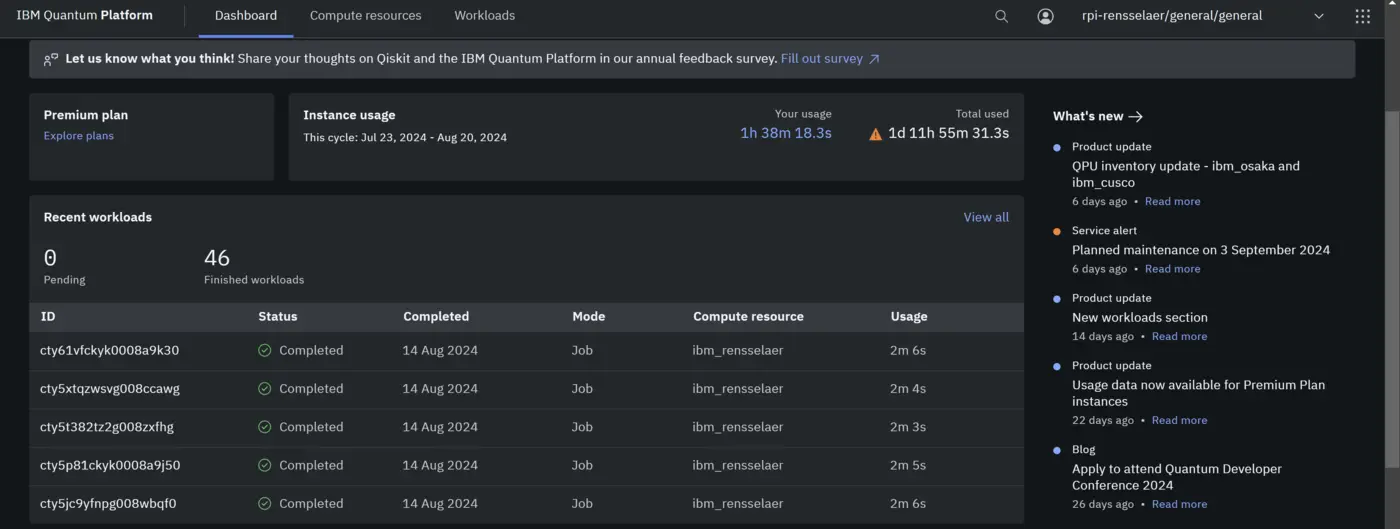 IBM Quantum Platform
Dashboard
Compute resources
Workloads
rpi-rensselaer/general/general
Let us know what you think! Share your thoughts on Qiskit and the IBM Quantum Platform in our annual feedback survey. Fill out survey
Premium plan
Explore plans
Instance usage
This cycle: Jul 23, 2024 - Aug 20, 2024
Your usage
1h 38m 18.3s
Total used
1d 11h 55m 31.3s
Recent workloads
View all
0
Pending
46
Finished workloads
ID Status Completed Mode Compute resource Usage
cty61vfckyk0008a9k30 Completed 14 Aug 2024 Job ibm_rensselaer 2m 6s
cty5xtqzwsvg008ccawg Completed 14 Aug 2024 Job ibm_rensselaer 2m 4s
cty5t382tz2g008zxfhg Completed 14 Aug 2024 Job ibm_rensselaer 2m 3s
cty5p81ckyk0008a9j50 Completed 14 Aug 2024 Job ibm_rensselaer 2m 5s
cty5jc9yfnpg008wbqf0 Completed 14 Aug 2024 Job ibm_rensselaer 2m 6s
What's new
Product update
QPU inventory update - ibm_osaka and
ibm_cusco
6 days ago • Read more
Service alert
Planned maintenance on 3 September 2024
6 days ago • Read more
Product update
New workloads section
14 days ago • Read more
Product update
Usage data now available for Premium Plan
instances
22 days ago • Read more
Blog
Apply to attend Quantum Developer
Conference 2024
26 days ago • Read more